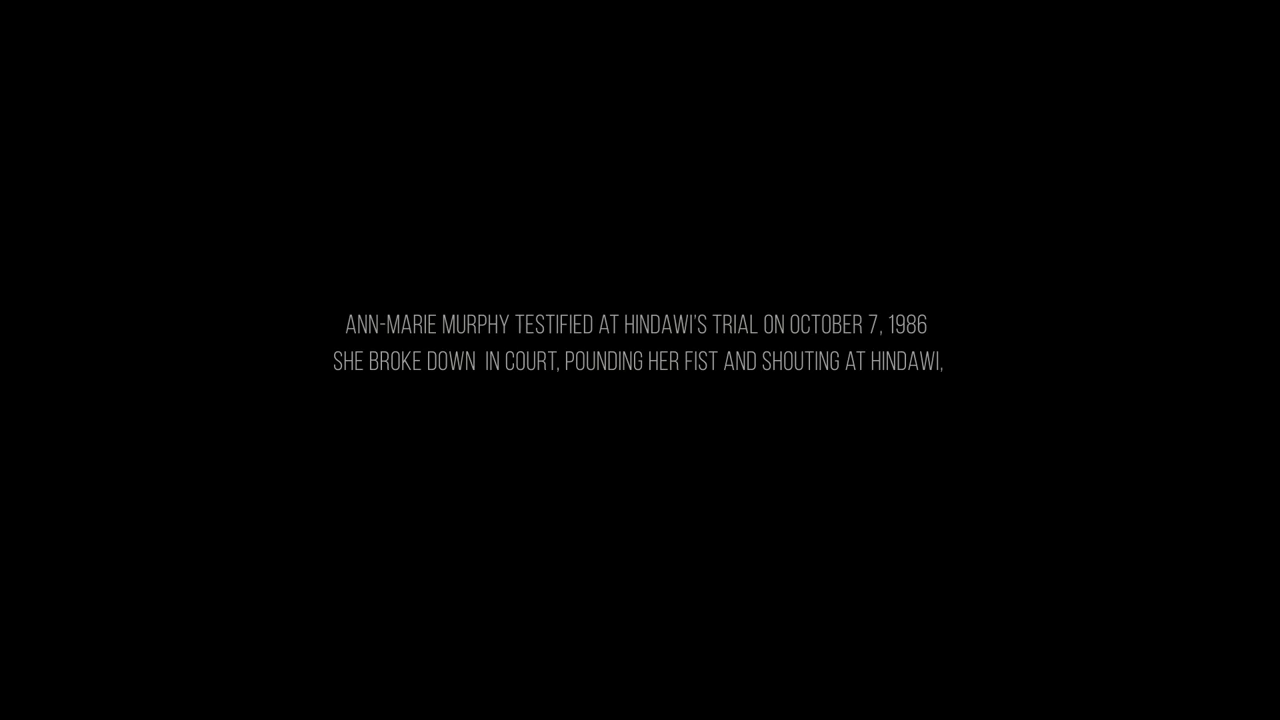 ANN-MARIE MURPHY TESTIFIED AT HINDAWI'S TRIAL ON OCTOBER 7, 1986
SHE BROKE DOWN  IN COURT, POUNDING HER FIST AND SHOUTING AT HINDAWI,